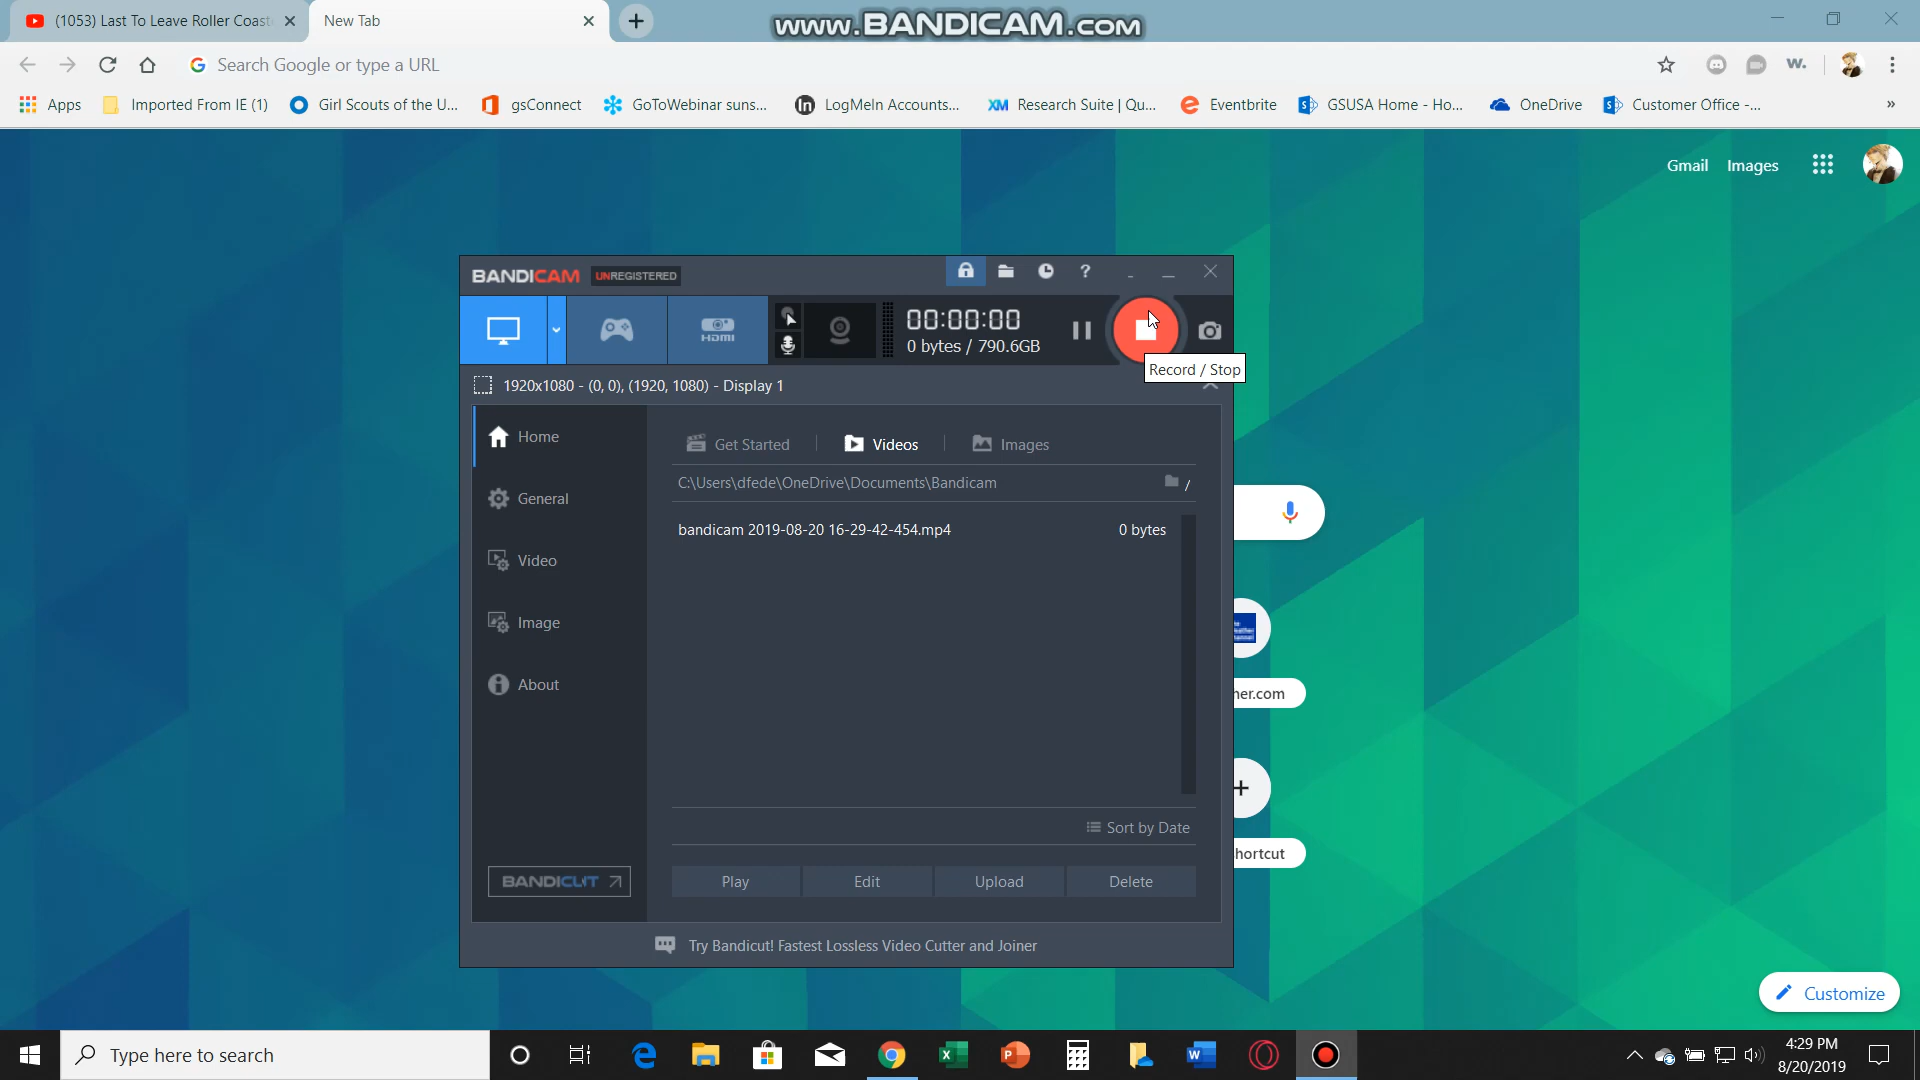 (1053) Last To Leave Roller Coast
New Tab
www.BANDICAM.com
Search Google or type a URL
w.
Apps
Imported From IE (1)
Girl Scouts of the U...
gsConnect
GoToWebinar suns...
LogMeIn Accounts...
XM Research Suite | Qu...
Eventbrite
GSUSA Home - Ho...
OneDrive
Customer Office -...
»
Gmail
Images
BANDICAM
UNREGISTERED
?
HDMI
00:00:00
0 bytes / 790.6GB
Record / Stop
1920x1080 - (0, 0), (1920, 1080) - Display 1
Home
General
Video
Image
About
Get Started
Videos
Images
C:\Users\dfede\OneDrive\Documents\Bandicam
/
bandicam 2019-08-20 16-29-42-454.mp4
0 bytes
her.com
hortcut
Sort by Date
BANDICUT
Play
Edit
Upload
Delete
Try Bandicut! Fastest Lossless Video Cutter and Joiner
Customize
Type here to search
4:29 PM
8/20/2019